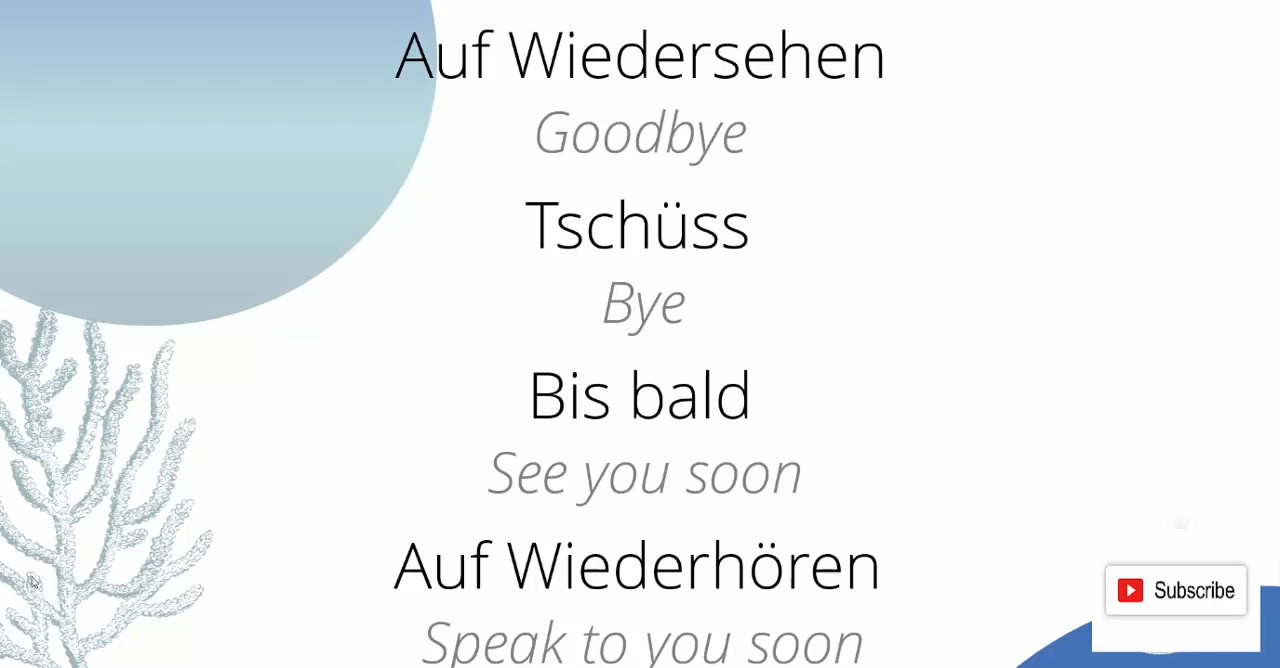 Auf Wiedersehen
Goodbye
Tschüss
Bye
Bis bald
See you soon
Auf Wiederhören
Speak to you soon
Subscribe